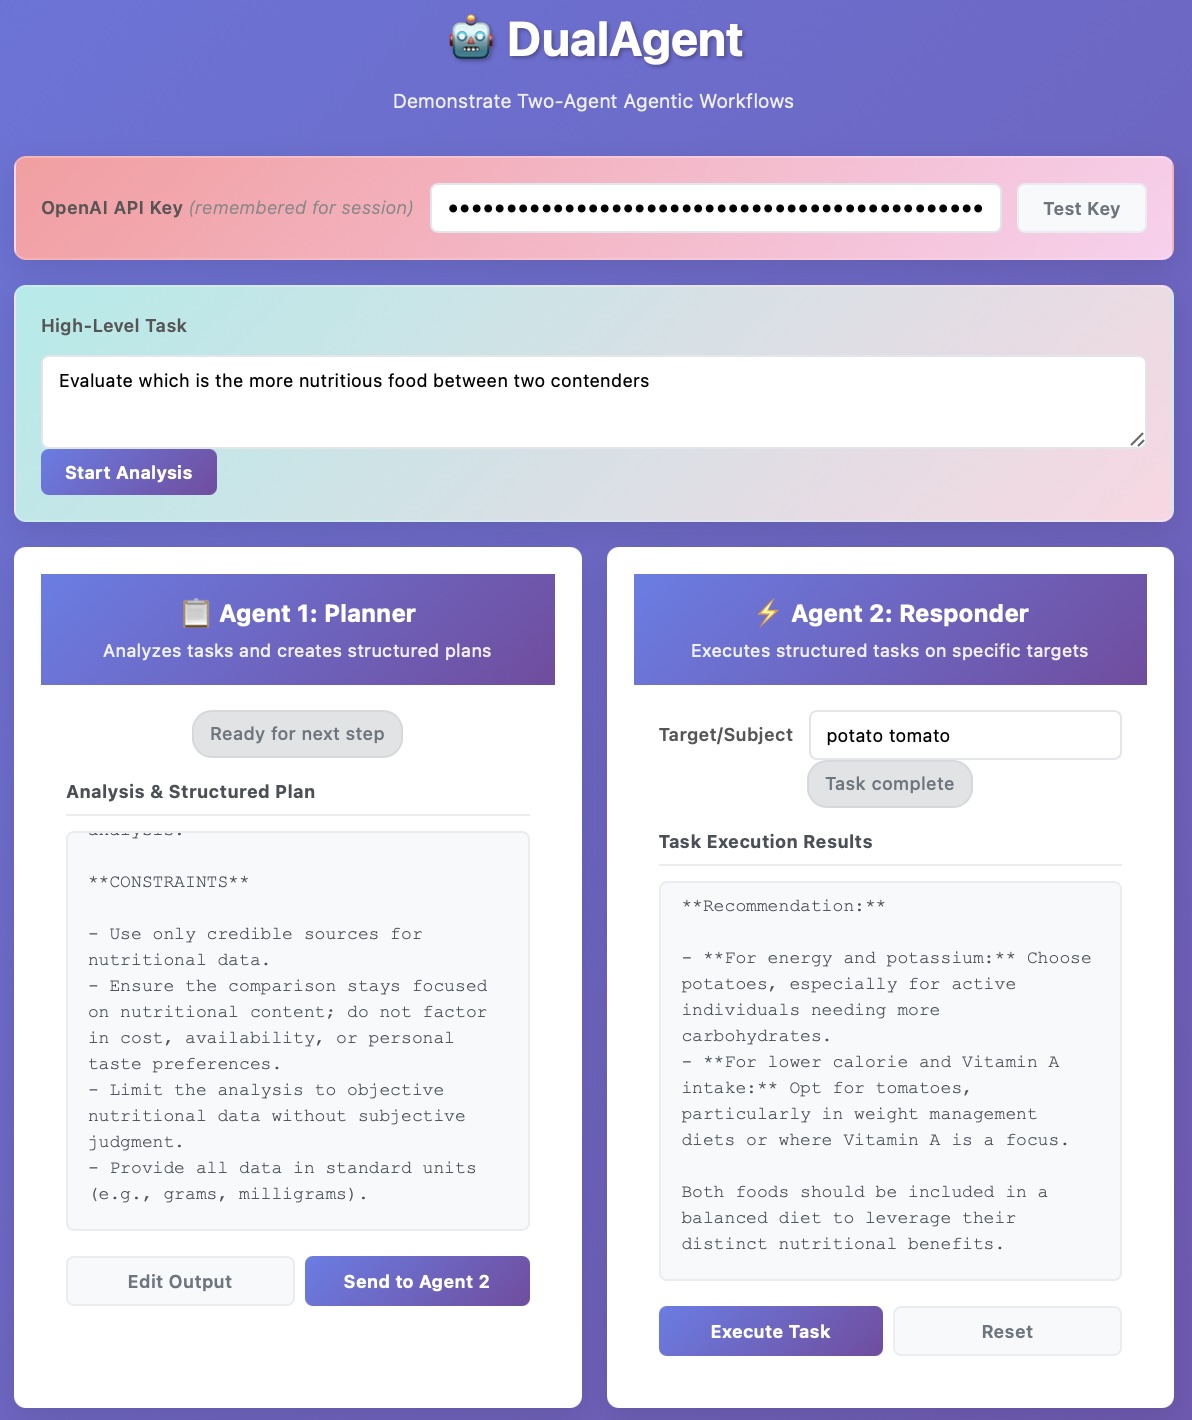 DualAgent
Demonstrate Two-Agent Agentic Workflows
OpenAI API Key (remembered for session)
Test Key
High-Level Task
Evaluate which is the more nutritious food between two contenders
Start Analysis
Agent 1: Planner
Analyzes tasks and creates structured plans
Ready for next step
Analysis & Structured Plan
analysis.
**CONSTRAINTS**
- Use only credible sources for
nutritional data.
- Ensure the comparison stays focused
on nutritional content; do not factor
in cost, availability, or personal
taste preferences.
- Limit the analysis to objective
nutritional data without subjective
judgment.
- Provide all data in standard units
(e.g., grams, milligrams).
Edit Output
Send to Agent 2
Agent 2: Responder
Executes structured tasks on specific targets
Target/Subject
potato tomato
Task complete
Task Execution Results
**Recommendation:**
- **For energy and potassium:** Choose
potatoes, especially for active
individuals needing more
carbohydrates.
- **For lower calorie and Vitamin A
intake:** Opt for tomatoes,
particularly in weight management
diets or where Vitamin A is a focus.
Both foods should be included in a
balanced diet to leverage their
distinct nutritional benefits.
Execute Task
Reset